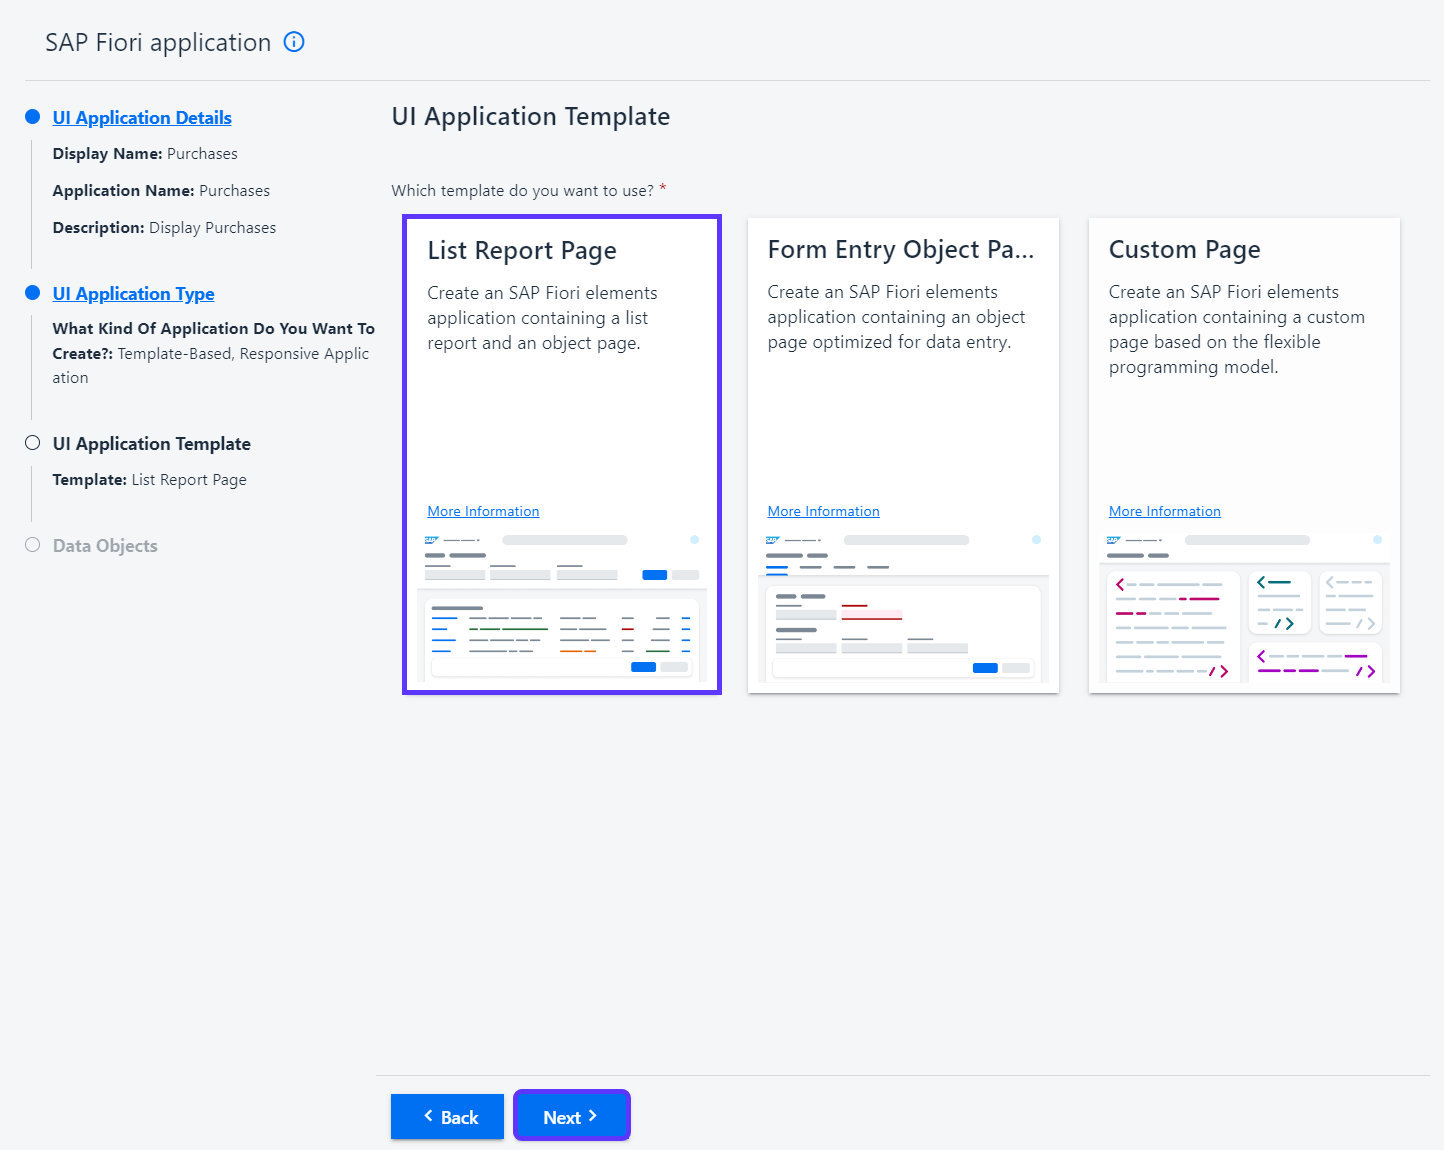 SAP Fiori application
UI Application Details
Display Name: Purchases
Application Name: Purchases
Description: Display Purchases
UI Application Type
What Kind Of Application Do You Want To
Create?: Template-Based, Responsive Applic
ation
UI Application Template
Template: List Report Page
Data Objects
UI Application Template
Which template do you want to use? *
List Report Page
Create an SAP Fiori elements
application containing a list
report and an object page.
More Information
SAP
Form Entry Object Pa...
Create an SAP Fiori elements
application containing an object
page optimized for data entry.
More Information
SAP
Custom Page
Create an SAP Fiori elements
application containing a custom
page based on the flexible
programming model.
More Information
SAP
Back
Next